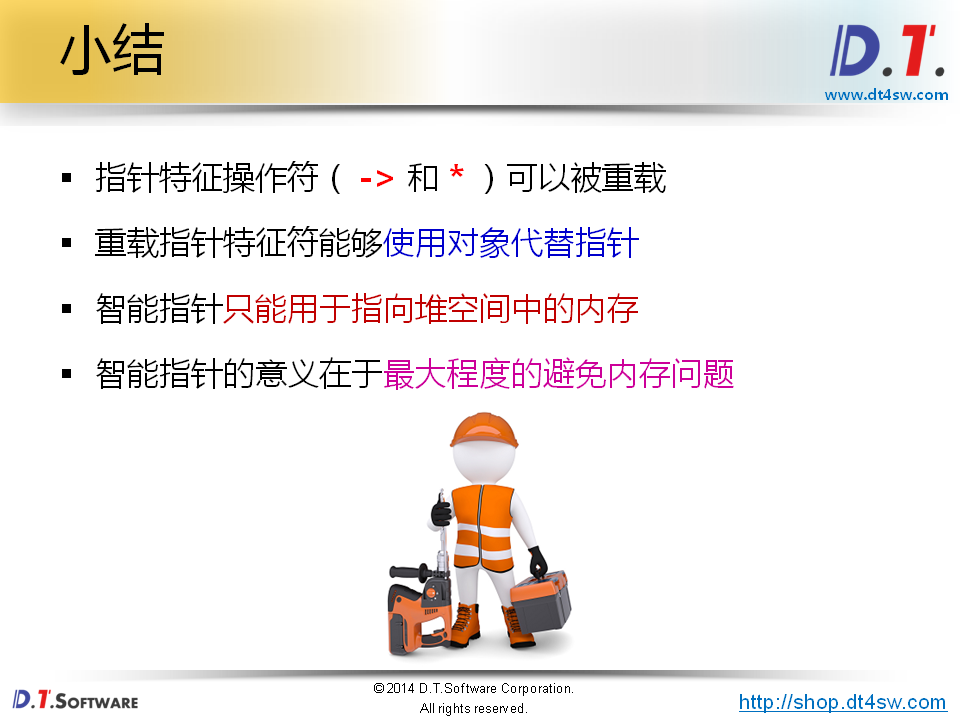 小结
D.T.
www.dt4sw.com
▪ 指针特征操作符（ -> 和 * ）可以被重载
▪ 重载指针特征符能够使用对象代替指针
▪ 智能指针只能用于指向堆空间中的内存
▪ 智能指针的意义在于最大程度的避免内存问题
D.T.SOFTWARE
©2014 D.T.Software Corporation.
All rights reserved.
http://shop.dt4sw.com